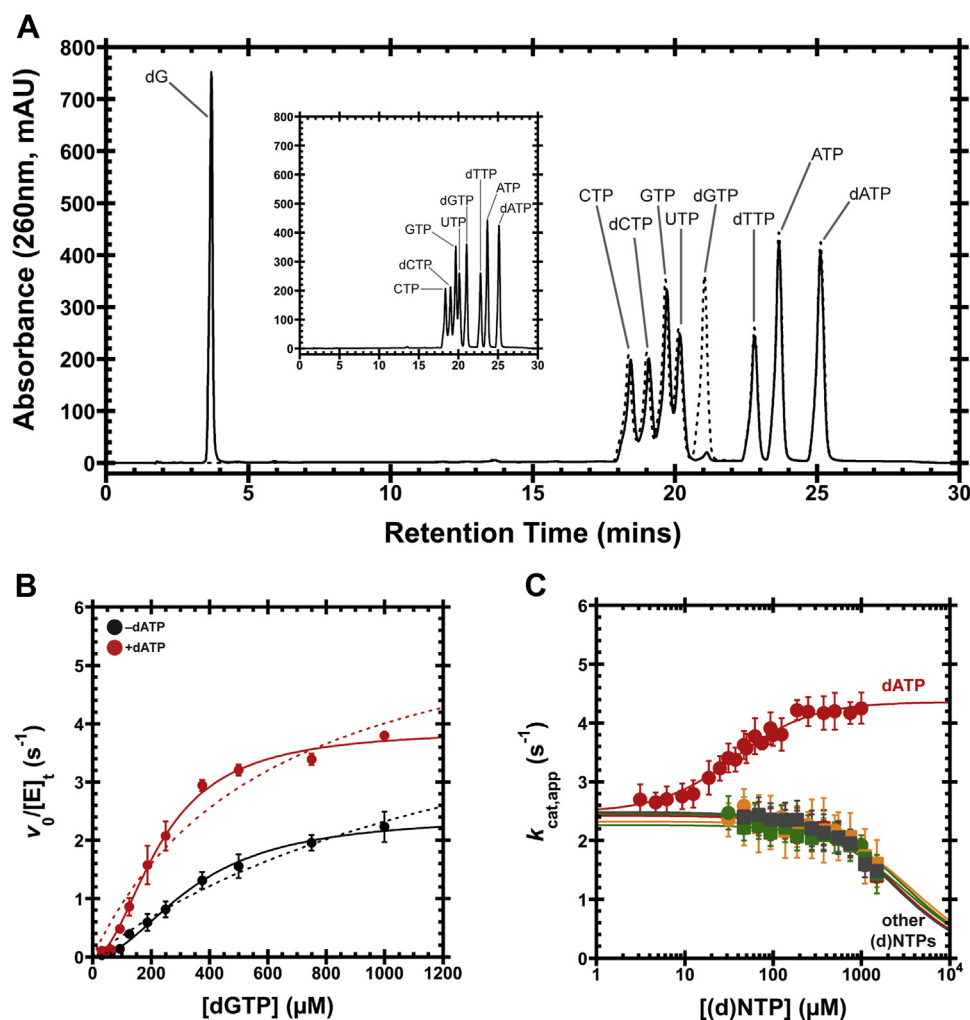 A
Absorbance (260nm, mAU)
800
700
600
500
400
300
200
100
0
dG
CTP
dCTP
GTP
UTP
dGTP
dTTP
ATP
dATP
800
700
600
500
400
300
200
100
0
CTP
dCTP
GTP
UTP
dGTP
dTTP
ATP
dATP
0 5 10 15 20 25 30
0 5 10 15 20 25 30
Retention Time (mins)
B
v0/[E]t (s-1)
6
5
4
3
2
1
0
−dATP
+dATP
0 200 400 600 800 1000 1200
[dGTP] (µM)
C
kcat,app (s-1)
6
5
4
3
2
1
0
dATP
other
(d)NTPs
1 10 100 1000 10⁴
[(d)NTP] (µM)